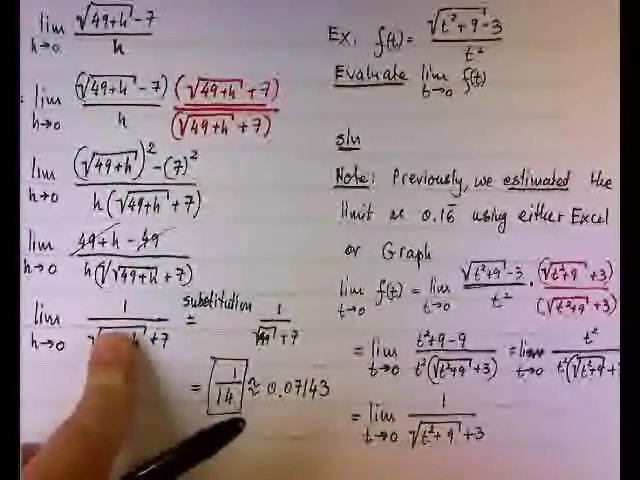 lim h→0 (√(49+h) - 7)/h
= lim h→0 (√(49+h) - 7)/h (√(49+h) + 7)/(√(49+h) + 7)
lim h→0 ((√(49+h))² - (7)²)/(h(√(49+h) + 7))
lim h→0 (49+h - 49)/(h(√(49+h) + 7))
lim h→0 1/(√ +7) substitution = 1/(√49 + 7)
= 1/14 ≈ 0.07143
Ex. f(t) = (√(t²+9) - 3)/t²
Evaluate lim t→0 f(t)
sln
Note: Previously, we estimated the
limit as 0.16̄ using either Excel
or Graph
lim t→0 f(t) = lim t→0 (√(t²+9) - 3)/t² · (√(t²+9) + 3)/(√(t²+9) + 3)
= lim t→0 (t²+9-9)/(t²(√(t²+9) + 3)) = lim t→0 t²/(t²(√(t²+9) +
= lim t→0 1/(√(t²+9) + 3)